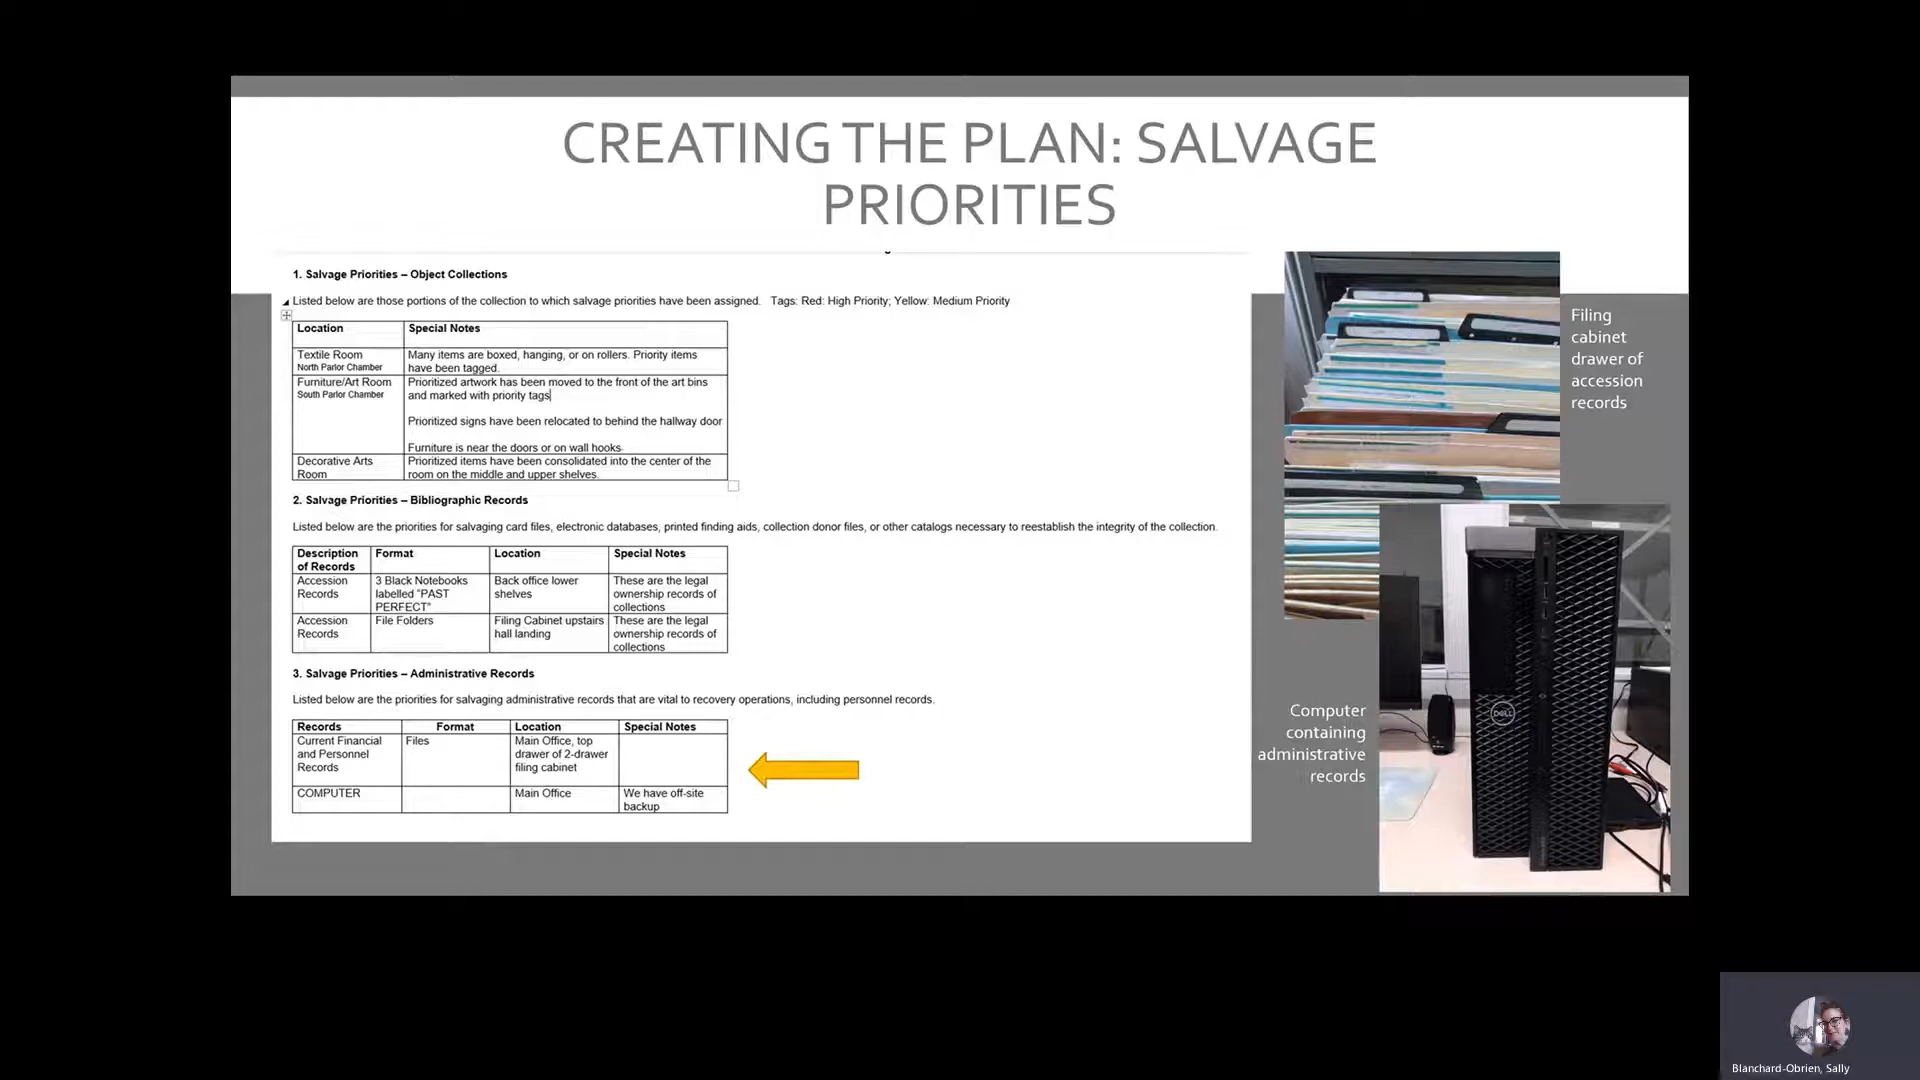 CREATING THE PLAN: SALVAGE
PRIORITIES
1. Salvage Priorities – Object Collections
Listed below are those portions of the collection to which salvage priorities have been assigned. Tags: Red: High Priority; Yellow: Medium Priority
Location Special Notes
Textile Room
North Parlor Chamber
Many items are boxed, hanging, or on rollers. Priority items
have been tagged.
Furniture/Art Room
South Parlor Chamber
Prioritized artwork has been moved to the front of the art bins
and marked with priority tags
Prioritized signs have been relocated to behind the hallway door
Furniture is near the doors or on wall hooks
Decorative Arts
Room
Prioritized items have been consolidated into the center of the
room on the middle and upper shelves.
2. Salvage Priorities – Bibliographic Records
Listed below are the priorities for salvaging card files, electronic databases, printed finding aids, collection donor files, or other catalogs necessary to reestablish the integrity of the collection.
Description
of Records
Format
Location
Special Notes
Accession
Records
3 Black Notebooks
labelled "PAST
PERFECT"
Back office lower
shelves
These are the legal
ownership records of
collections
Accession
Records
File Folders
Filing Cabinet upstairs
hall landing
These are the legal
ownership records of
collections
3. Salvage Priorities – Administrative Records
Listed below are the priorities for salvaging administrative records that are vital to recovery operations, including personnel records.
Records Format Location Special Notes
Current Financial
and Personnel
Records
Files
Main Office, top
drawer of 2-drawer
filing cabinet
COMPUTER
Main Office
We have off-site
backup
Filing
cabinet
drawer of
accession
records
Computer
containing
administrative
records
DELL
Blanchard-Obrien, Sally